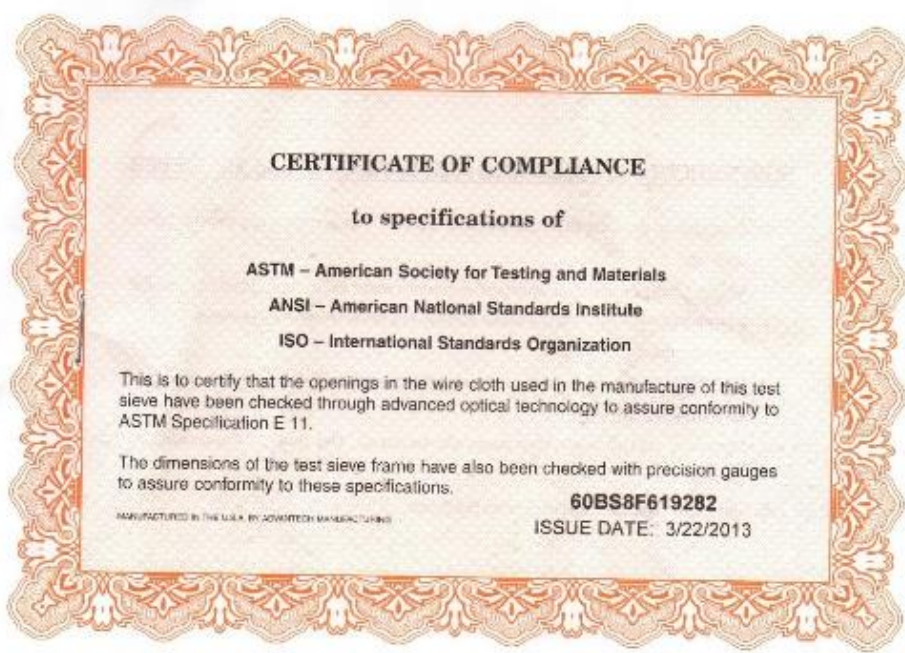 CERTIFICATE OF COMPLIANCE
to specifications of
ASTM – American Society for Testing and Materials
ANSI – American National Standards Institute
ISO – International Standards Organization
This is to certify that the openings in the wire cloth used in the manufacture of this test
sieve have been checked through advanced optical technology to assure conformity to
ASTM Specification E 11.
The dimensions of the test sieve frame have also been checked with precision gauges
to assure conformity to these specifications.
60BS8F619282
MANUFACTURED IN THE U.S.A. BY ADVANTECH MANUFACTURING
ISSUE DATE: 3/22/2013